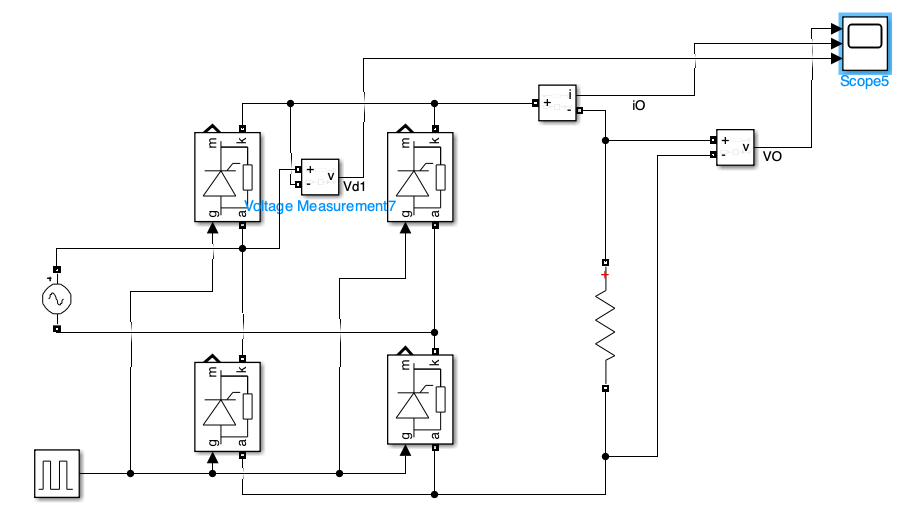 Scope5
i
+
-
iO
+
-
v
VO
m
k
g
a
+
-
v
Vd1
Voltage Measurement7
m
k
g
a
+
+
m
k
g
a
m
k
g
a